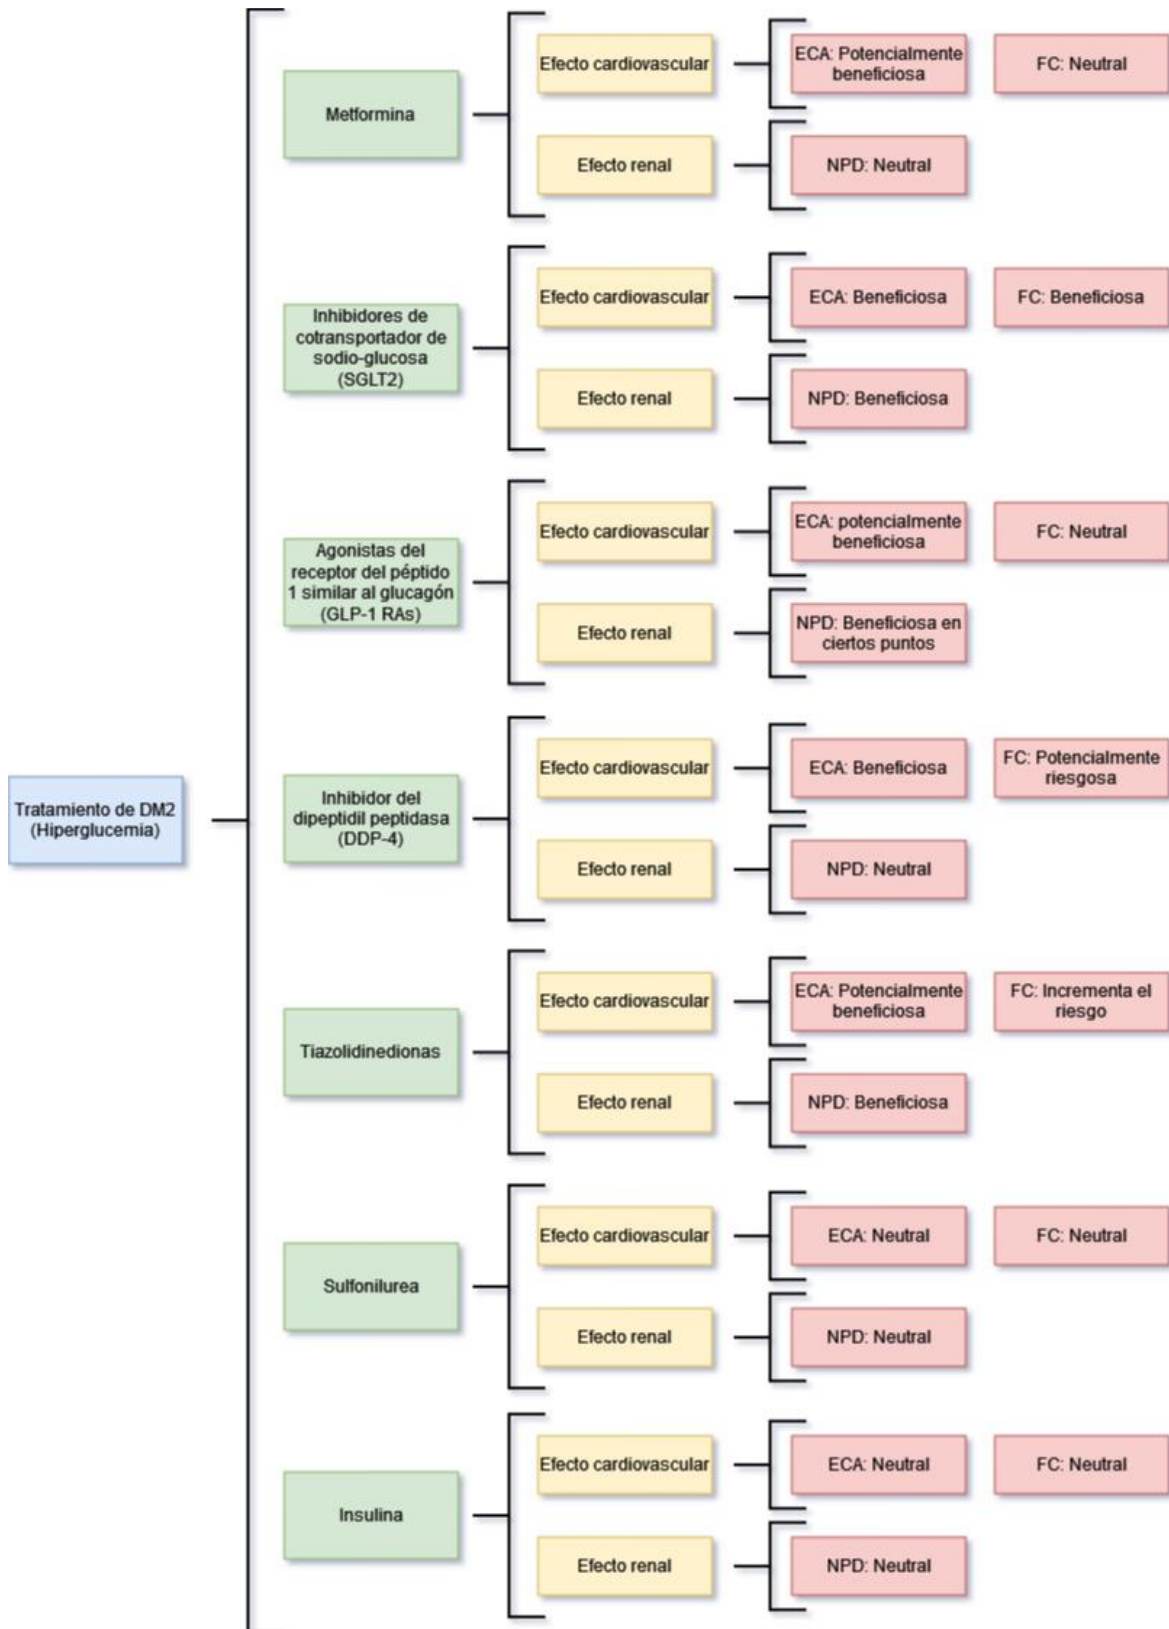 Tratamiento de DM2
(Hiperglucemia)
Metformina
Efecto cardiovascular
ECA: Potencialmente
beneficiosa
FC: Neutral
Efecto renal
NPD: Neutral
Inhibidores de
cotransportador de
sodio-glucosa
(SGLT2)
Efecto cardiovascular
ECA: Beneficiosa
FC: Beneficiosa
Efecto renal
NPD: Beneficiosa
Agonistas del
receptor del péptido
1 similar al glucagón
(GLP-1 RAs)
Efecto cardiovascular
ECA: potencialmente
beneficiosa
FC: Neutral
Efecto renal
NPD: Beneficiosa en
ciertos puntos
Inhibidor del
dipeptidil peptidasa
(DDP-4)
Efecto cardiovascular
ECA: Beneficiosa
FC: Potencialmente
riesgosa
Efecto renal
NPD: Neutral
Tiazolidinedionas
Efecto cardiovascular
ECA: Potencialmente
beneficiosa
FC: Incrementa el
riesgo
Efecto renal
NPD: Beneficiosa
Sulfonilurea
Efecto cardiovascular
ECA: Neutral
FC: Neutral
Efecto renal
NPD: Neutral
Insulina
Efecto cardiovascular
ECA: Neutral
FC: Neutral
Efecto renal
NPD: Neutral